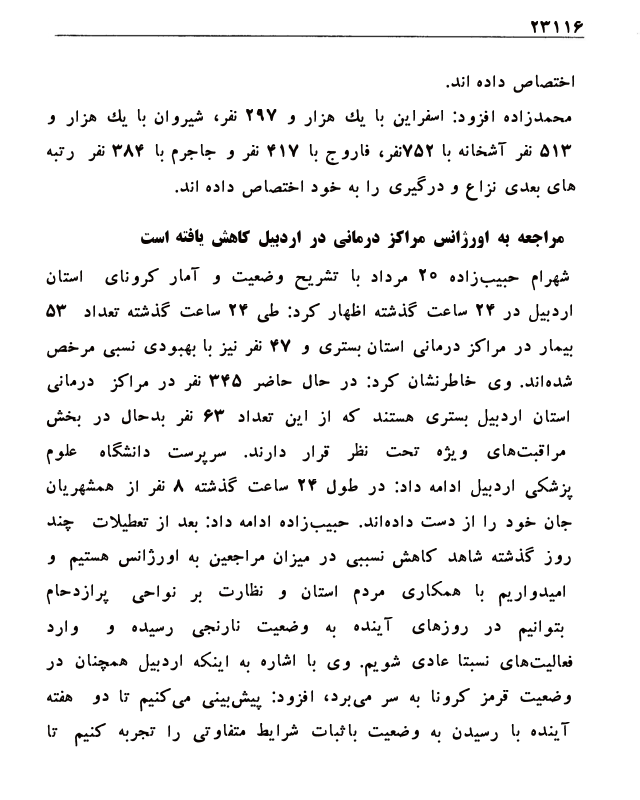 ۲۳۱۱۶
اختصاص داده اند.
محمدزاده افزود: اسفراین با یك هزار و ۲۹۷ نفر، شیروان با یك هزار و
۵۱۳ نفر آشخانه با ۷۵۲نفر، فاروج با ۴۱۷ نفر و جاجرم با ۳۸۴ نفر رتبه
های بعدی نزاع و درگیری را به خود اختصاص داده اند.
مراجعه به اورژانس مراکز درمانی در اردبیل کاهش یافته است
شهرام حبیب‌زاده ۲۰ مرداد با تشریح وضعیت و آمار کرونای استان
اردبیل در ۲۴ ساعت گذشته اظهار کرد: طی ۲۴ ساعت گذشته تعداد ۵۳
بیمار در مراکز درمانی استان بستری و ۴۷ نفر نیز با بهبودی نسبی مرخص
شده‌اند. وی خاطرنشان کرد: در حال حاضر ۳۴۵ نفر در مراکز درمانی
استان اردبیل بستری هستند که از این تعداد ۶۳ نفر بدحال در بخش
مراقبت‌های ویژه تحت نظر قرار دارند. سرپرست دانشگاه علوم
پزشکی اردبیل ادامه داد: در طول ۲۴ ساعت گذشته ۸ نفر از همشهریان
جان خود را از دست داده‌اند. حبیب‌زاده ادامه داد: بعد از تعطیلات چند
روز گذشته شاهد کاهش نسببی در میزان مراجعین به اورژانس هستیم و
امیدواریم با همکاری مردم استان و نظارت بر نواحی پرازدحام
بتوانیم در روزهای آینده به وضعیت نارنجی رسیده و وارد
فعالیت‌های نسبتا عادی شویم. وی با اشاره به اینکه اردبیل همچنان در
وضعیت قرمز کرونا به سر می‌برد، افزود: پیش‌بینی می‌کنیم تا دو هفته
آینده با رسیدن به وضعیت باثبات شرایط متفاوتی را تجربه کنیم تا